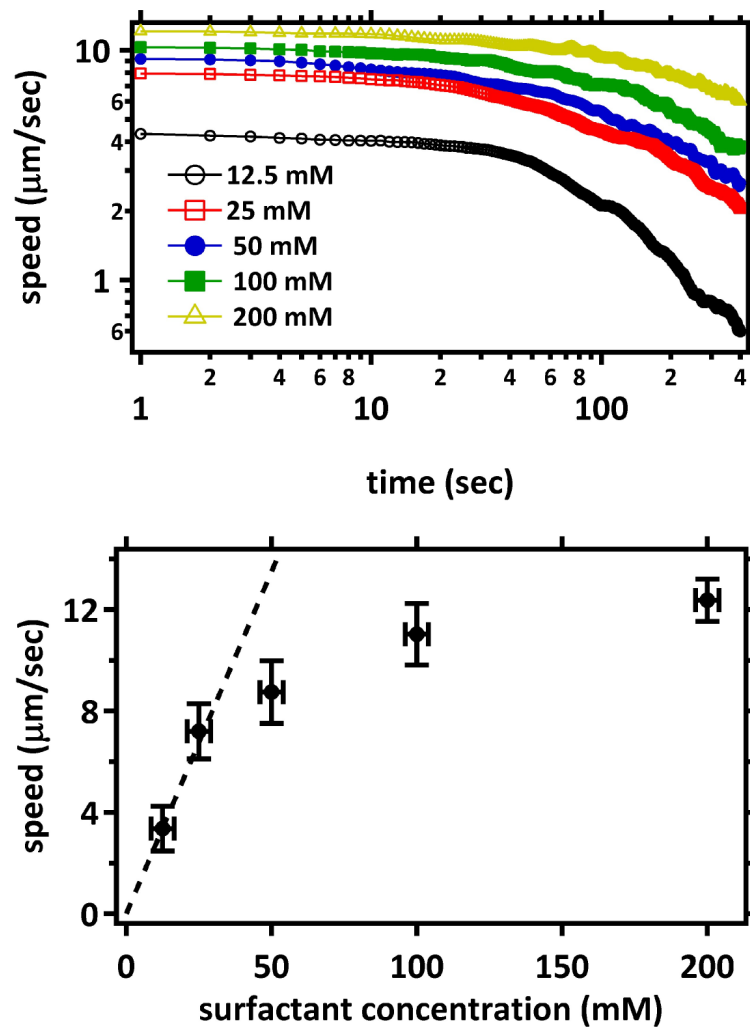 10
8
6
4
2
1
6
speed (μm/sec)
12.5 mM
25 mM
50 mM
100 mM
200 mM
2 4 6 8 2 4 6 8 2 4
1 10 100
time (sec)
12
8
4
0
speed (μm/sec)
0 50 100 150 200
surfactant concentration (mM)